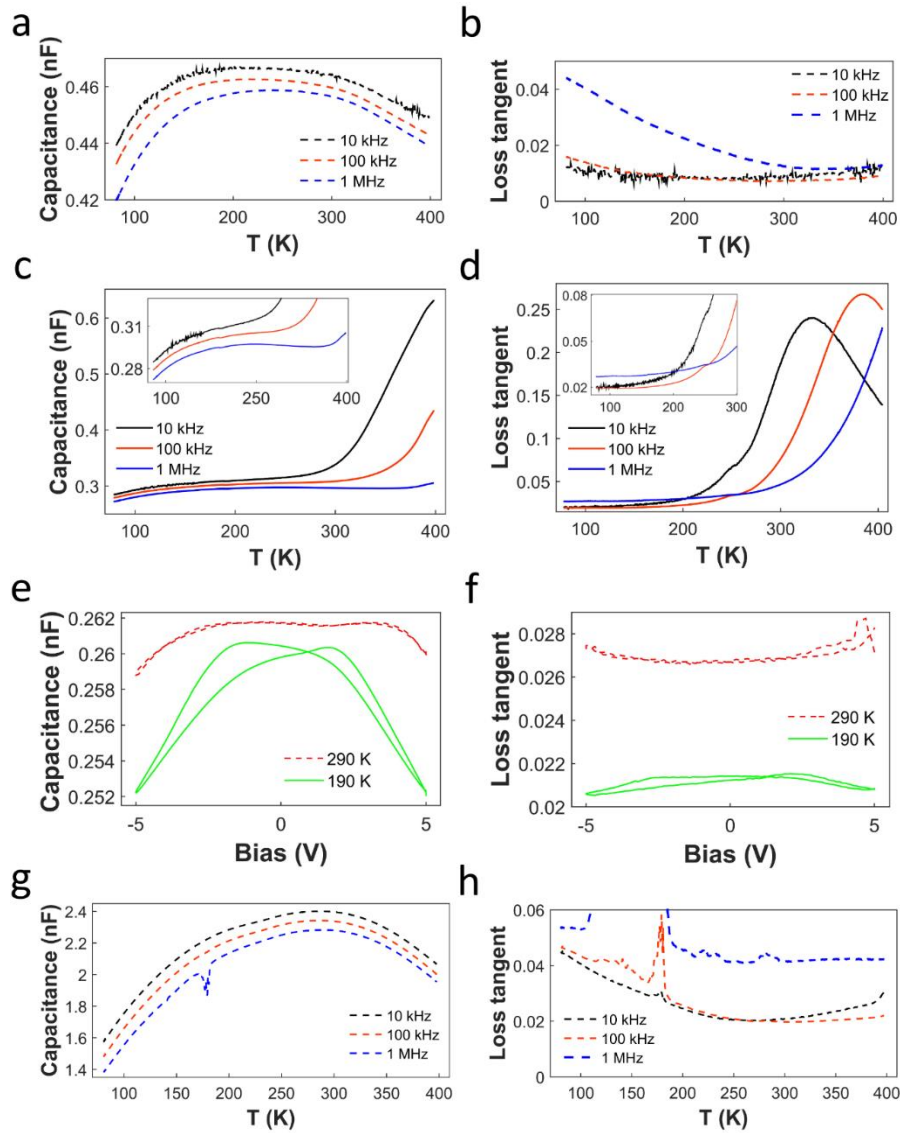 a
Capacitance (nF)
0.46
0.44
0.42
10 kHz
100 kHz
1 MHz
100
200
300
400
T (K)
b
Loss tangent
0.04
0.02
0
10 kHz
100 kHz
1 MHz
100
200
300
400
T (K)
c
Capacitance (nF)
0.6
0.5
0.4
0.3
0.31
0.28
100
250
400
10 kHz
100 kHz
1 MHz
100
200
300
400
T (K)
d
Loss tangent
0.25
0.20
0.15
0.10
0.05
0.08
0.05
0.02
100
200
300
10 kHz
100 kHz
1 MHz
100
200
300
400
T (K)
e
Capacitance (nF)
0.262
0.26
0.258
0.256
0.254
0.252
290 K
190 K
-5
0
5
Bias (V)
f
Loss tangent
0.028
0.026
0.024
0.022
0.02
290 K
190 K
-5
0
5
Bias (V)
g
Capacitance (nF)
2.4
2.2
2
1.8
1.6
1.4
10 kHz
100 kHz
1 MHz
100
150
200
250
300
350
400
T (K)
h
Loss tangent
0.06
0.04
0.02
0
10 kHz
100 kHz
1 MHz
100
150
200
250
300
350
400
T (K)